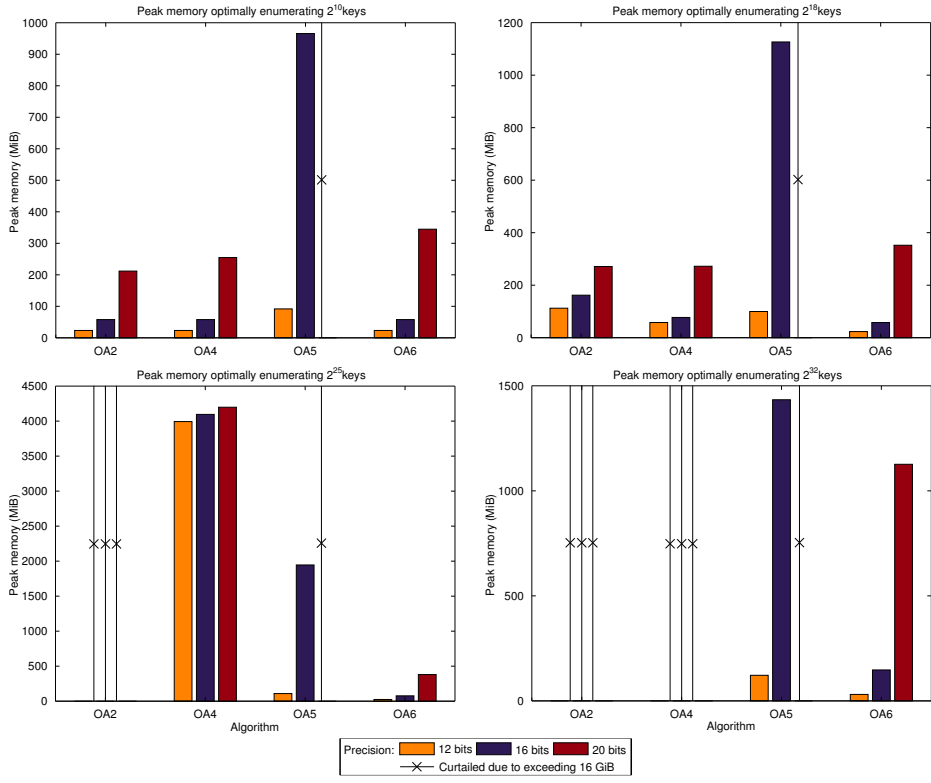 Peak memory optimally enumerating 2^10 keys
Peak memory (MiB)
1000
900
800
700
600
500
400
300
200
100
0
OA2 OA4 OA5 OA6
Peak memory optimally enumerating 2^18 keys
Peak memory (MiB)
1200
1000
800
600
400
200
0
OA2 OA4 OA5 OA6
Peak memory optimally enumerating 2^25 keys
Peak memory (MiB)
4500
4000
3500
3000
2500
2000
1500
1000
500
0
OA2 OA4 OA5 OA6
Algorithm
Peak memory optimally enumerating 2^32 keys
Peak memory (MiB)
1500
1000
500
0
OA2 OA4 OA5 OA6
Algorithm
Precision: 12 bits 16 bits 20 bits
Curtailed due to exceeding 16 GiB